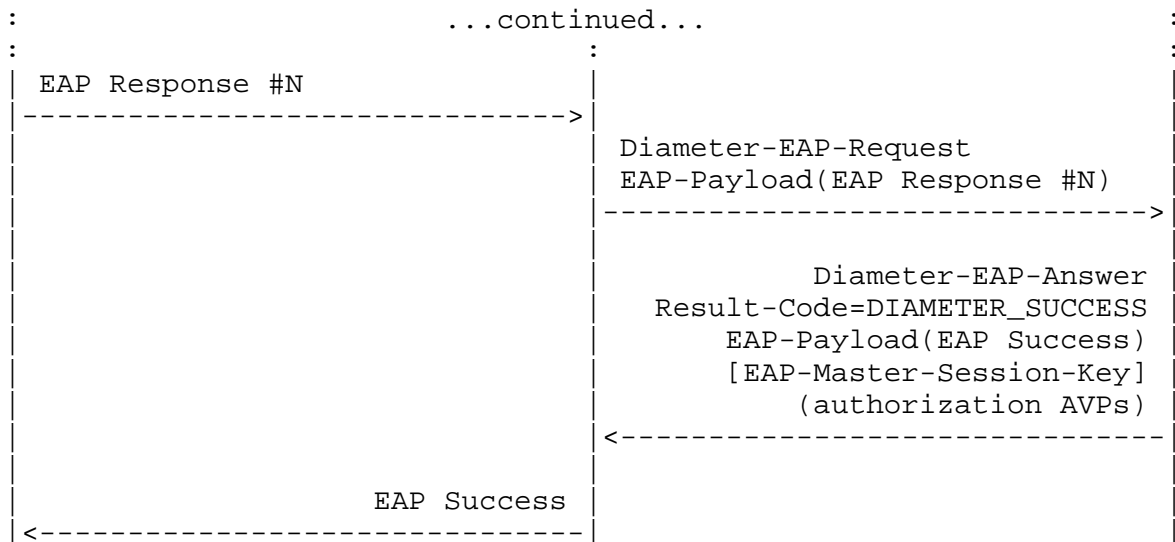 ...continued...
EAP Response #N
Diameter-EAP-Request
EAP-Payload(EAP Response #N)
Diameter-EAP-Answer
Result-Code=DIAMETER_SUCCESS
EAP-Payload(EAP Success)
[EAP-Master-Session-Key]
(authorization AVPs)
EAP Success